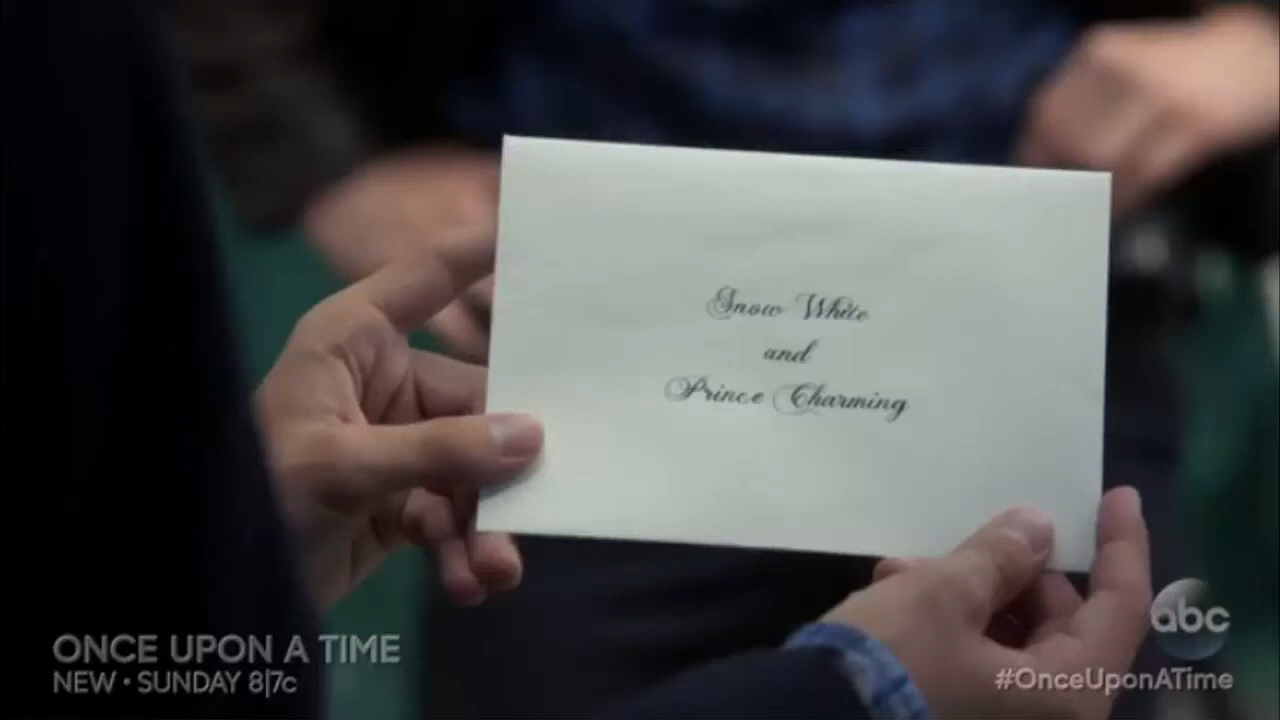 Snow White
and
Prince Charming
ONCE UPON A TIME
NEW • SUNDAY 8|7c
abc
#OnceUponATime